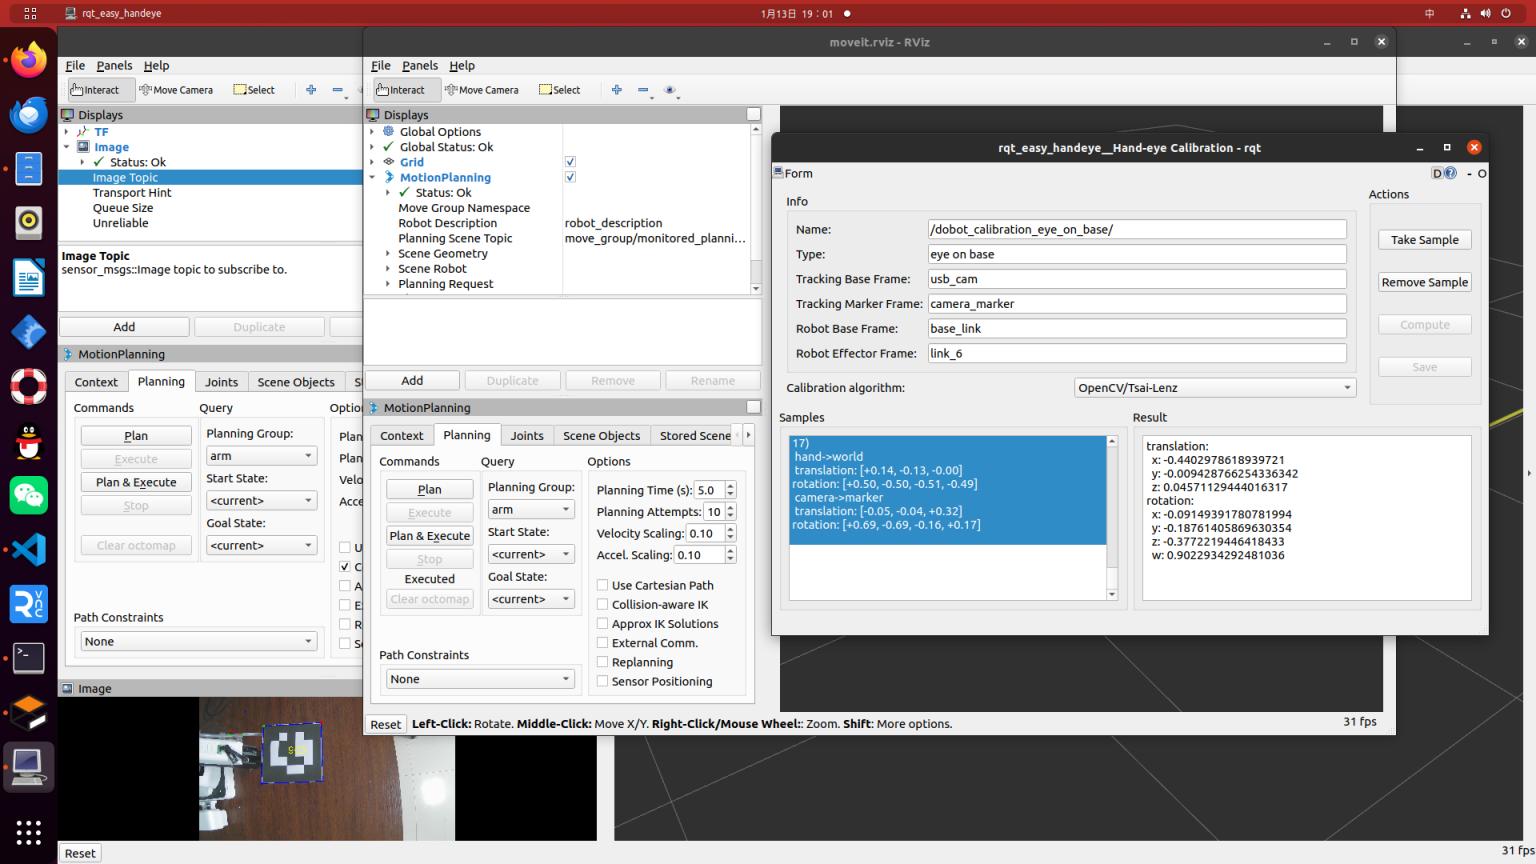 rqt_easy_handeye
1月13日 19：01
中
moveit.rviz - RViz
File Panels Help
Interact Move Camera Select
Displays
TF
Image
Status: Ok
Image Topic
Transport Hint
Queue Size
Unreliable
Image Topic
sensor_msgs::Image topic to subscribe to.
Add Duplicate
MotionPlanning
Context Planning Joints Scene Objects
Commands Query
Plan
Execute
Plan & Execute
Stop
Clear octomap
Planning Group:
arm
Start State:
<current>
Goal State:
<current>
Path Constraints
None
Image
Reset
File Panels Help
Interact Move Camera Select
Displays
Global Options
Global Status: Ok
Grid
MotionPlanning
Status: Ok
Move Group Namespace
Robot Description robot_description
Planning Scene Topic move_group/monitored_planni...
Scene Geometry
Scene Robot
Planning Request
Add Duplicate Remove Rename
MotionPlanning
Context Planning Joints Scene Objects Stored Scene
Commands Query Options
Plan
Execute
Plan & Execute
Stop
Executed
Clear octomap
Planning Group:
arm
Start State:
<current>
Goal State:
<current>
Planning Time (s): 5.0
Planning Attempts: 10
Velocity Scaling: 0.10
Accel. Scaling: 0.10
Use Cartesian Path
Collision-aware IK
Approx IK Solutions
External Comm.
Replanning
Sensor Positioning
Path Constraints
None
Reset Left-Click: Rotate. Middle-Click: Move X/Y. Right-Click/Mouse Wheel:: Zoom. Shift: More options.
31 fps
rqt_easy_handeye__Hand-eye Calibration - rqt
Form
D - O
Info
Name: /dobot_calibration_eye_on_base/
Type: eye on base
Tracking Base Frame: usb_cam
Tracking Marker Frame: camera_marker
Robot Base Frame: base_link
Robot Effector Frame: link_6
Calibration algorithm: OpenCV/Tsai-Lenz
Actions
Take Sample
Remove Sample
Compute
Save
Samples
17)
hand->world
translation: [+0.14, -0.13, -0.00]
rotation: [+0.50, -0.50, -0.51, -0.49]
camera->marker
translation: [-0.05, -0.04, +0.32]
rotation: [+0.69, -0.69, -0.16, +0.17]
Result
translation:
x: -0.4402978618939721
y: -0.009428766254336342
z: 0.04571129444016317
rotation:
x: -0.09149391780781994
y: -0.18761405869630354
z: -0.3772219446418433
w: 0.9022934292481036
31 fps